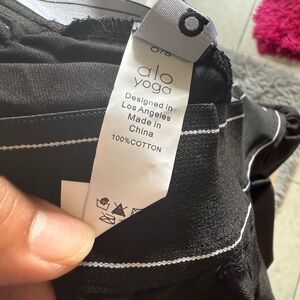 O/S
alo
yoga
Designed in
Los Angeles
Made in
China
100%COTTON